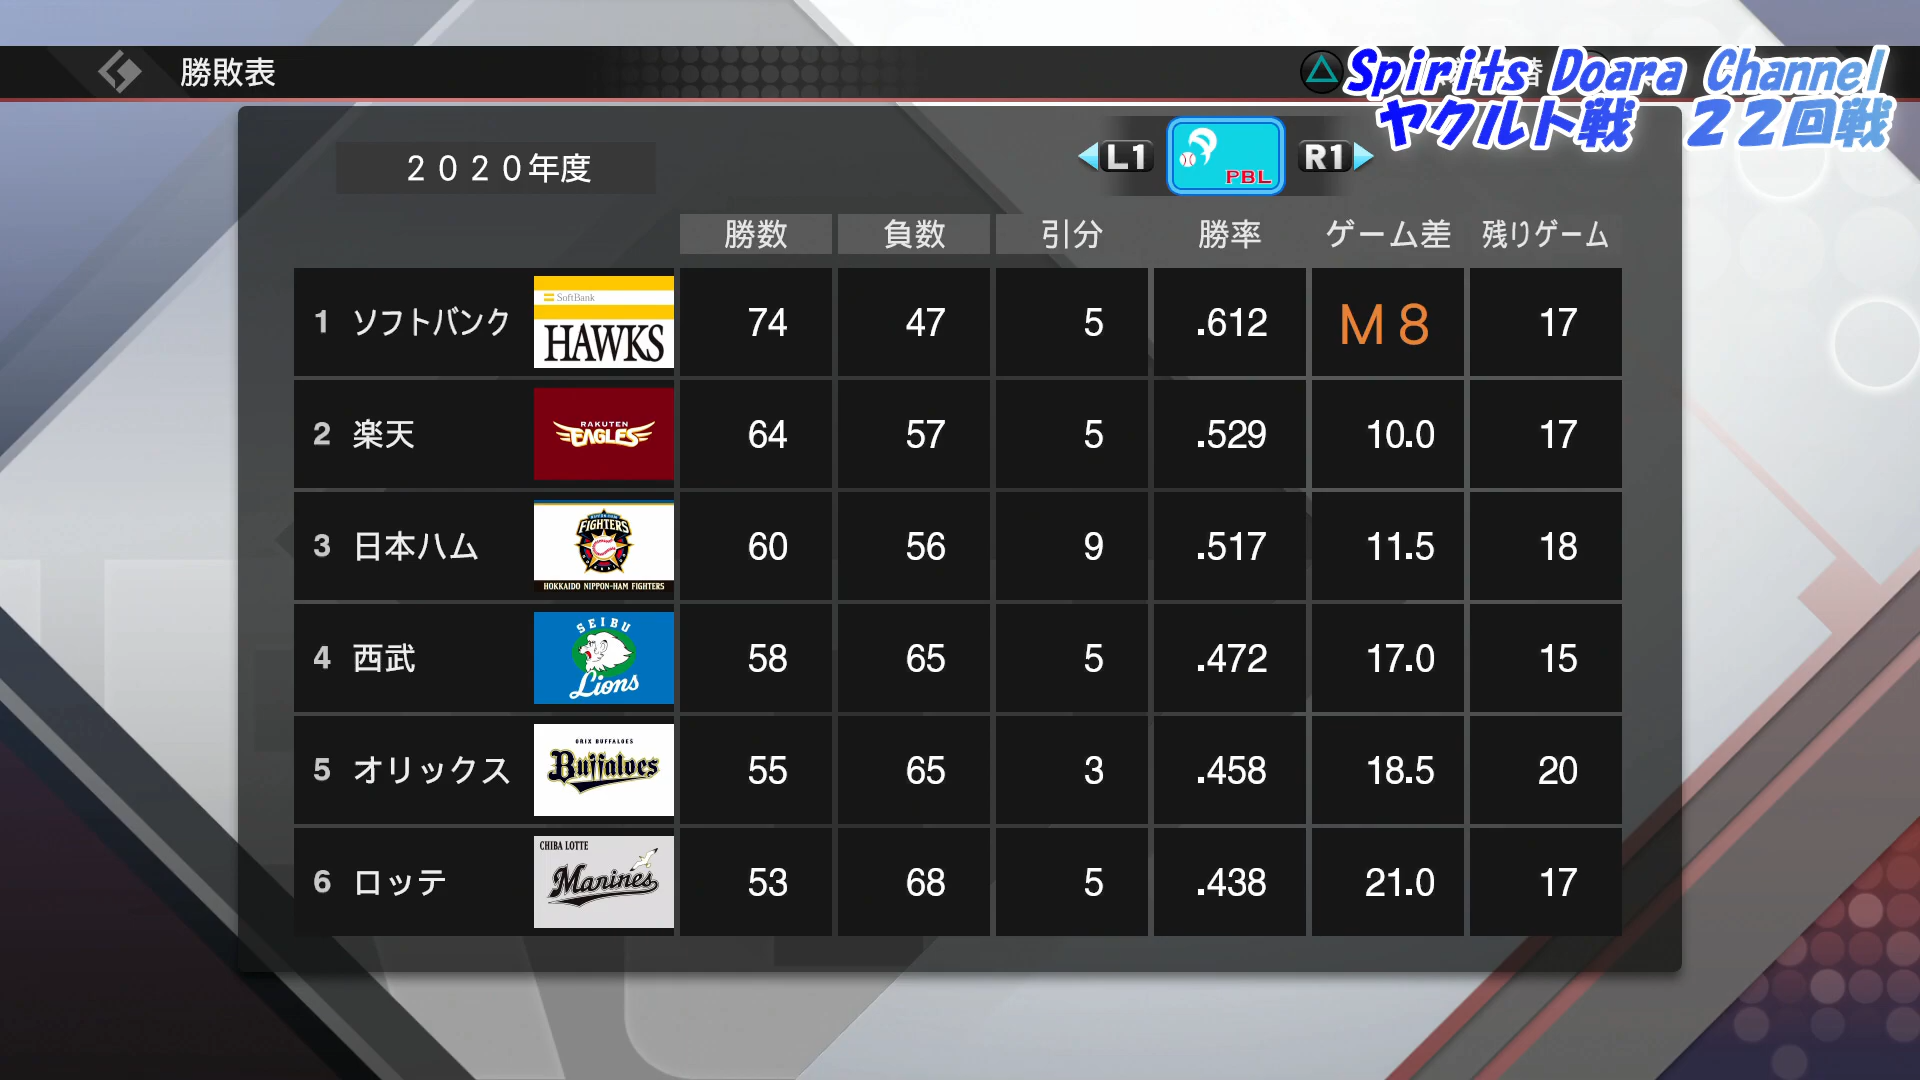 勝敗表
Spirits Doara Channel
ヤクルト戦 22回戦
2020年度
L1 PBL R1
勝数 負数 引分 勝率 ゲーム差 残りゲーム
1 ソフトバンク SoftBank HAWKS 74 47 5 .612 M8 17
2 楽天 RAKUTEN EAGLES 64 57 5 .529 10.0 17
3 日本ハム FIGHTERS HOKKAIDO NIPPON-HAM FIGHTERS 60 56 9 .517 11.5 18
4 西武 SEIBU Lions 58 65 5 .472 17.0 15
5 オリックス ORIX BUFFALOES Buffaloes 55 65 3 .458 18.5 20
6 ロッテ CHIBA LOTTE Marines 53 68 5 .438 21.0 17